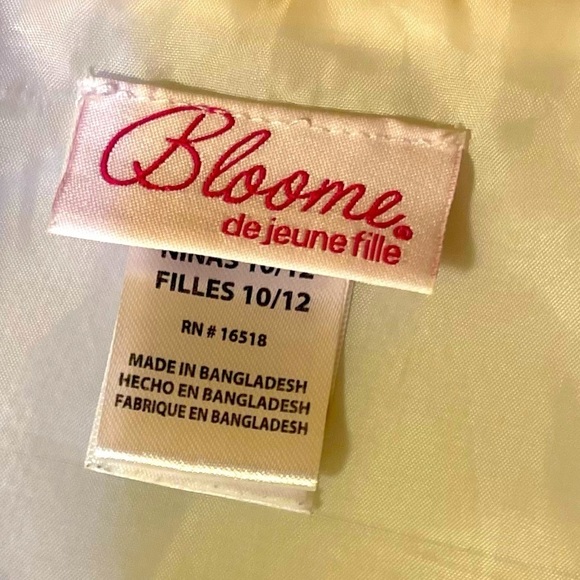 Bloome.
de jeune fille
NIÑAS 10/12
FILLES 10/12
RN # 16518
MADE IN BANGLADESH
HECHO EN BANGLADESH
FABRIQUE EN BANGLADESH